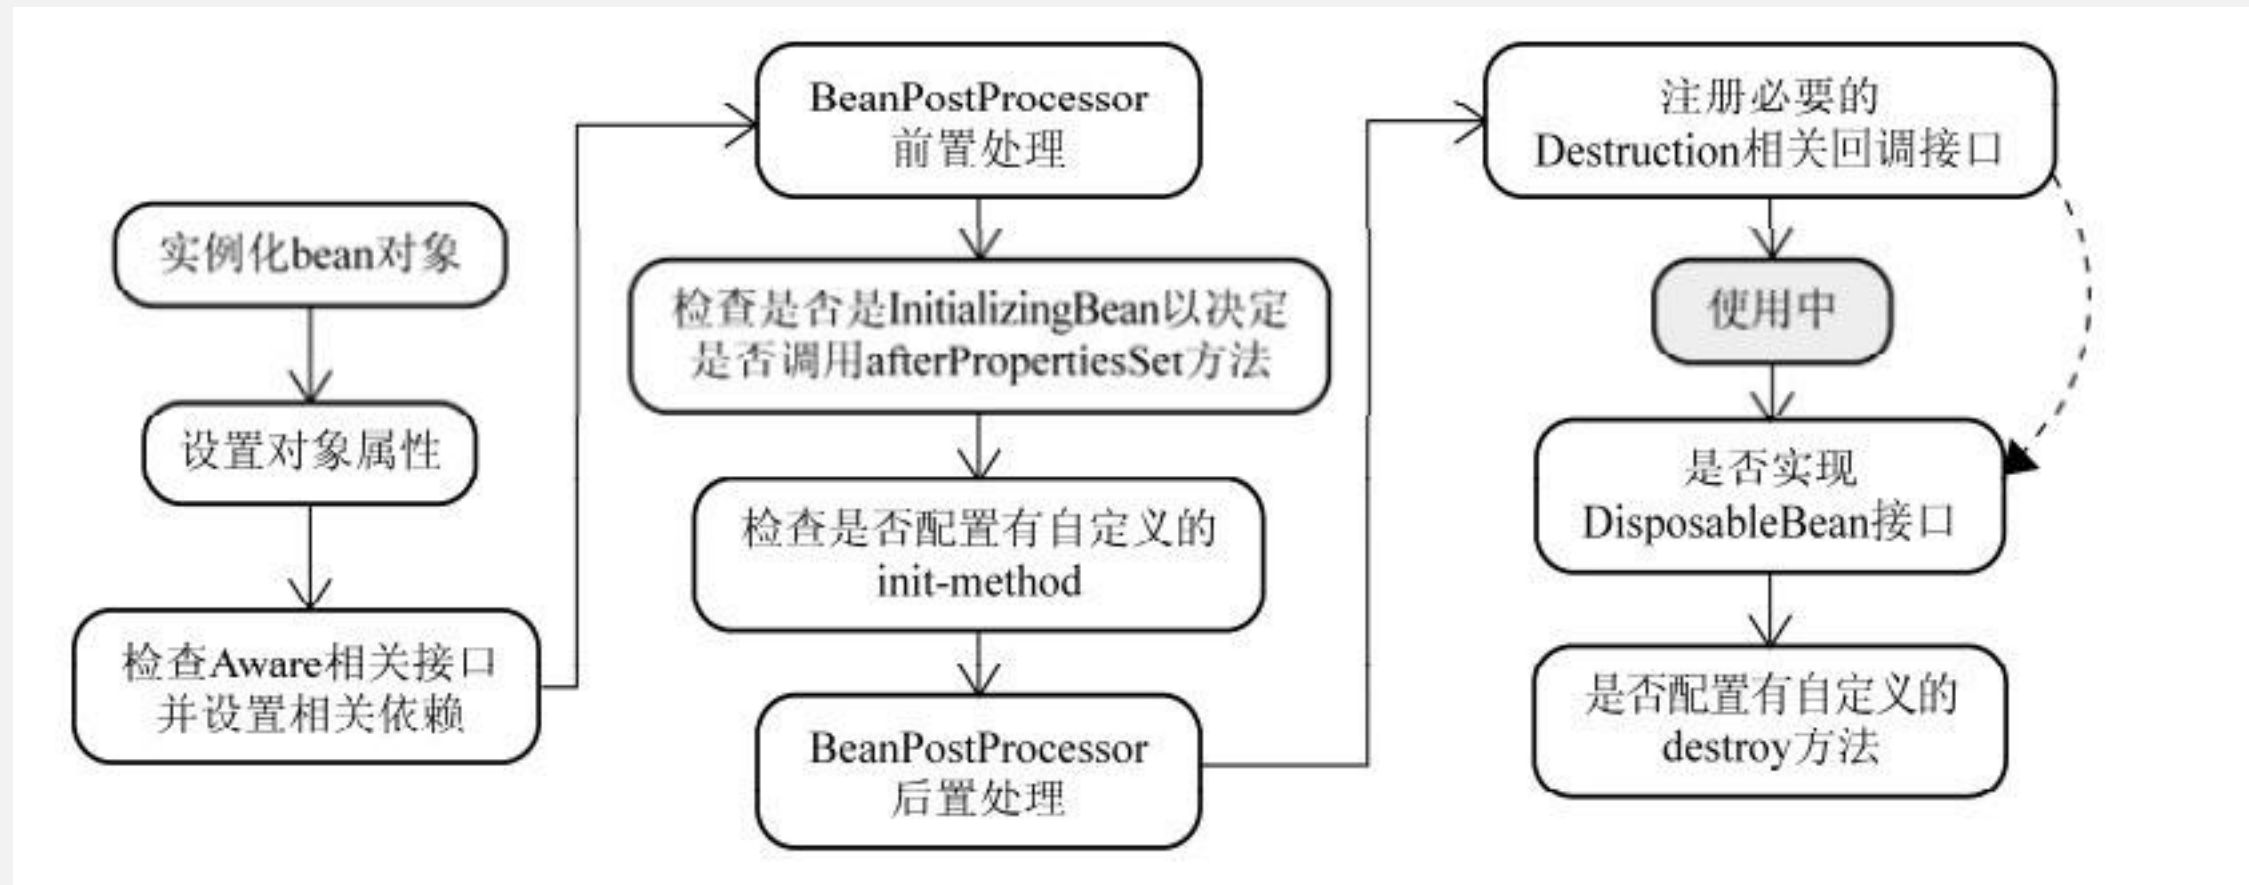 实例化bean对象
设置对象属性
检查Aware相关接口
并设置相关依赖
BeanPostProcessor
前置处理
检查是否是InitializingBean以决定
是否调用afterPropertiesSet方法
检查是否配置有自定义的
init-method
BeanPostProcessor
后置处理
注册必要的
Destruction相关回调接口
使用中
是否实现
DisposableBean接口
是否配置有自定义的
destroy方法